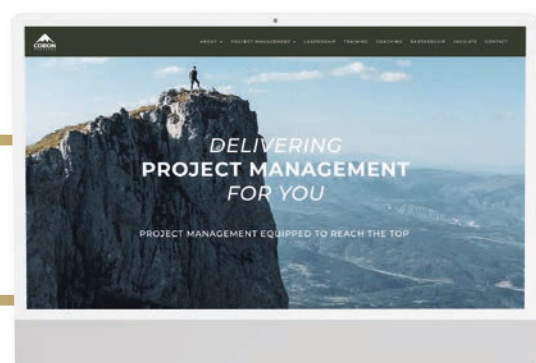 CORON
ABOUT PROJECT MANAGEMENT LEADERSHIP TRAINING COACHING PARTNERSHIP INSIGHTS CONTACT
DELIVERING
PROJECT MANAGEMENT
FOR YOU
PROJECT MANAGEMENT EQUIPPED TO REACH THE TOP